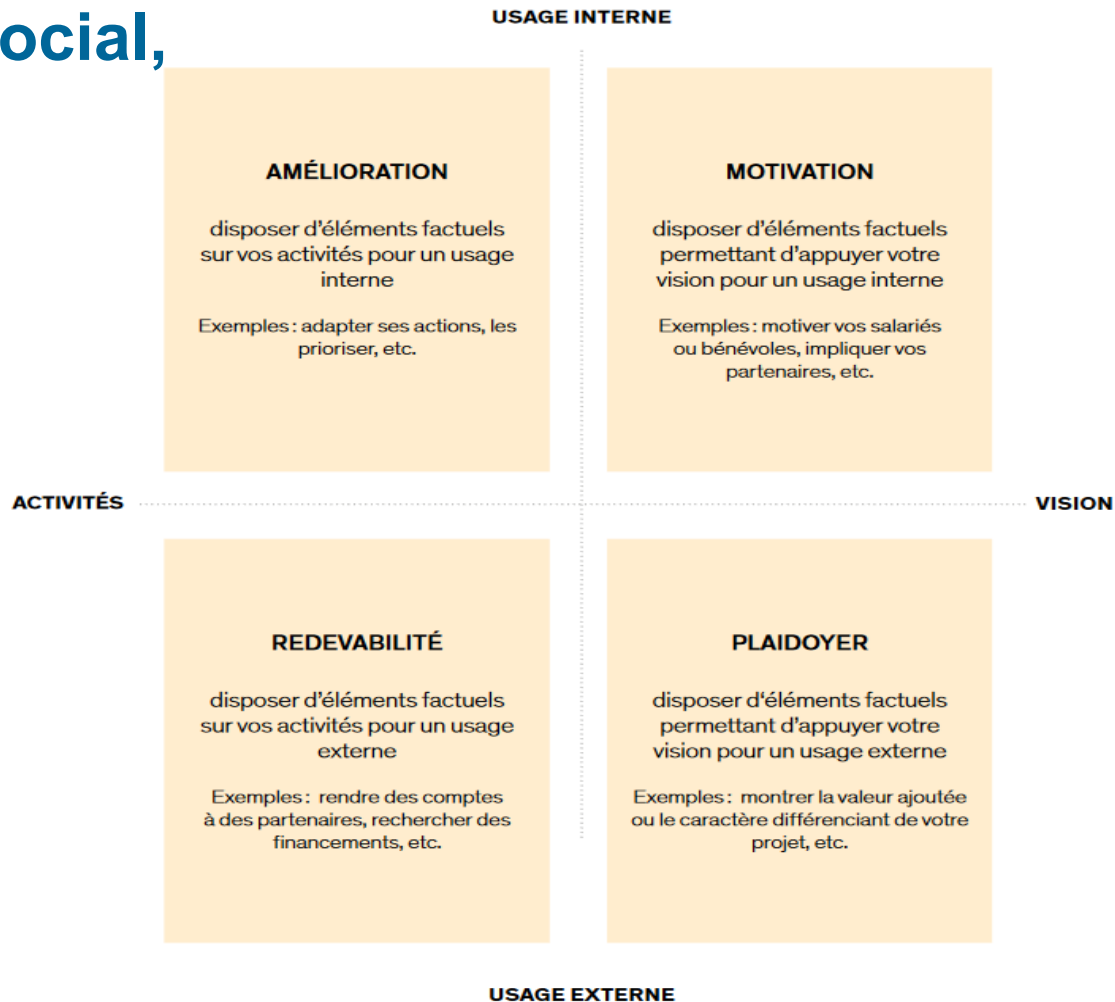 ocial,
USAGE INTERNE
AMÉLIORATION
disposer d’éléments factuels
sur vos activités pour un usage
interne
Exemples : adapter ses actions, les
prioriser, etc.
MOTIVATION
disposer d’éléments factuels
permettant d’appuyer votre
vision pour un usage interne
Exemples : motiver vos salariés
ou bénévoles, impliquer vos
partenaires, etc.
ACTIVITÉS
VISION
REDEVABILITÉ
disposer d’éléments factuels
sur vos activités pour un usage
externe
Exemples : rendre des comptes
à des partenaires, rechercher des
financements, etc.
PLAIDOYER
disposer d‘éléments factuels
permettant d’appuyer votre
vision pour un usage externe
Exemples : montrer la valeur ajoutée
ou le caractère différenciant de votre
projet, etc.
USAGE EXTERNE